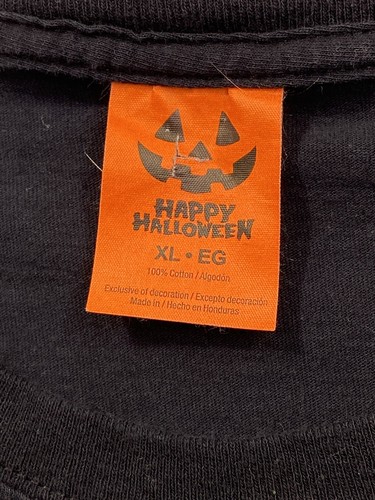 HAPPY
HALLOWEEN
XL • EG
100% Cotton / Algodón
Exclusive of decoration / Excepto decoración
Made in / Hecho en Honduras